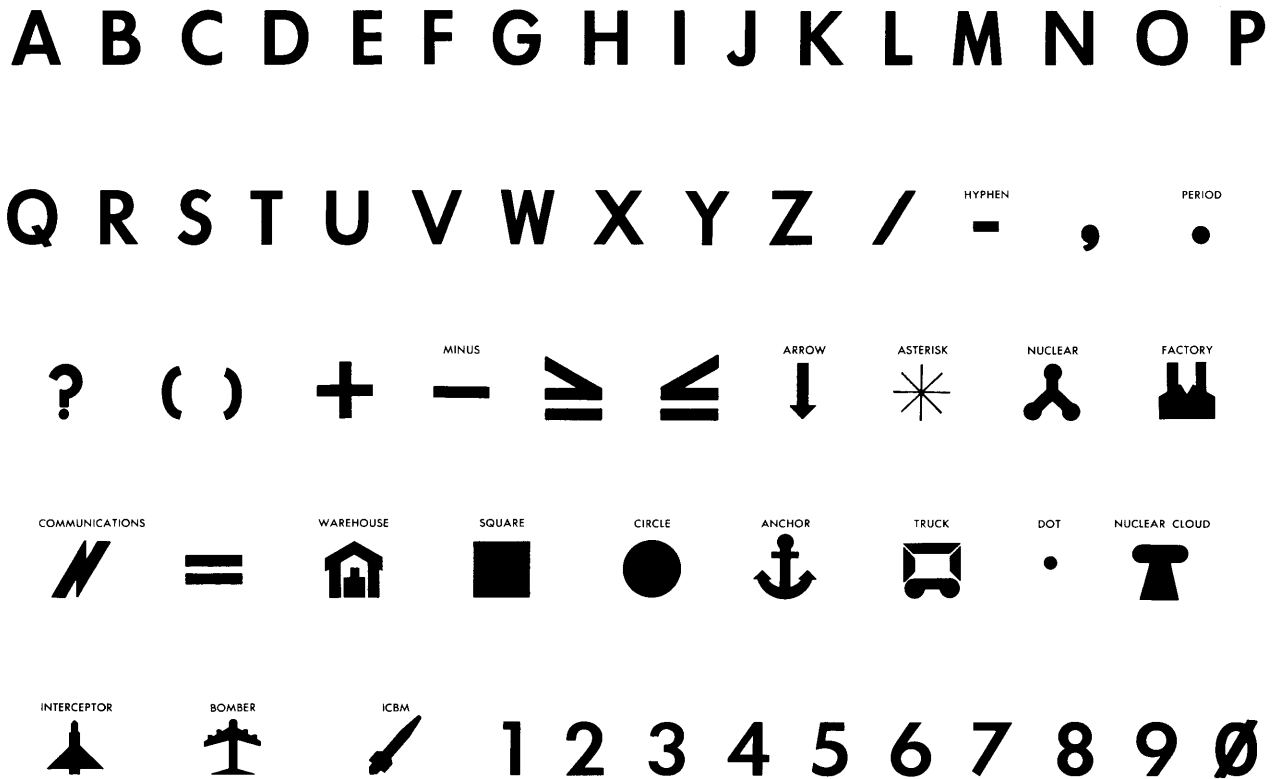 A B C D E F G H I J K L M N O P
HYPHEN PERIOD
Q R S T U V W X Y Z / - , .
MINUS ARROW ASTERISK NUCLEAR FACTORY
? ( ) + − ≥ ≤ ↓ *
COMMUNICATIONS WAREHOUSE SQUARE CIRCLE ANCHOR TRUCK DOT NUCLEAR CLOUD
= ■ ● ⚓ •
INTERCEPTOR BOMBER ICBM
1 2 3 4 5 6 7 8 9 Ø